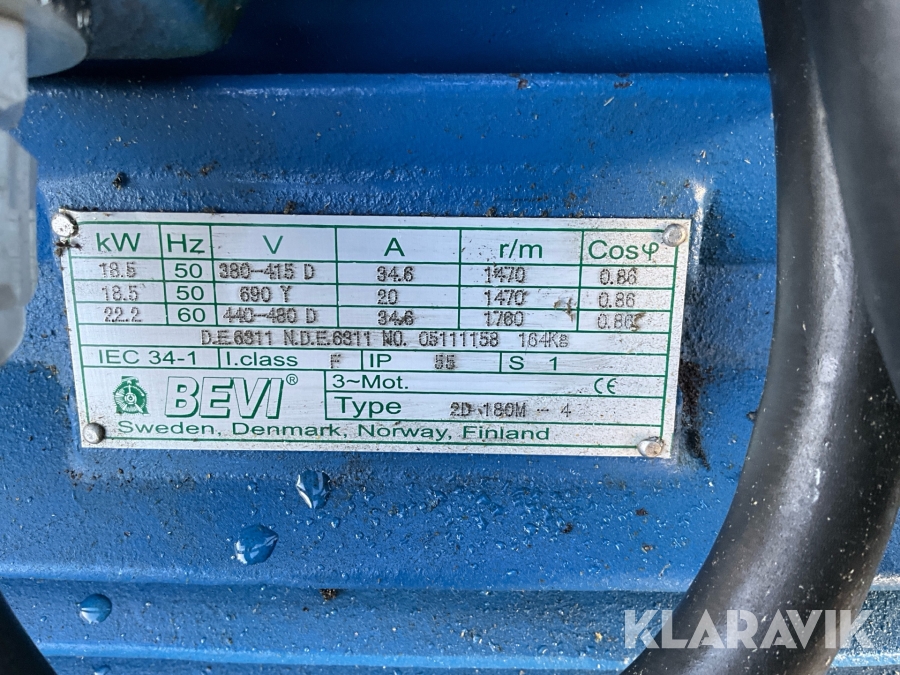 kW Hz V A r/m Cosφ
18.5 50 380-415 D 34.6 1470 0.86
18.5 50 690 Y 20 1470 0.86
22.2 60 440-480 D 34.6 1760 0.86
D.E.6311 N.D.E.6311 NO. 05111158 164Kg
IEC 34-1 I.class F IP 55 S 1
BEVI® 3~Mot. CE
Type 2D 180M - 4
Sweden, Denmark, Norway, Finland
KLARAVIK